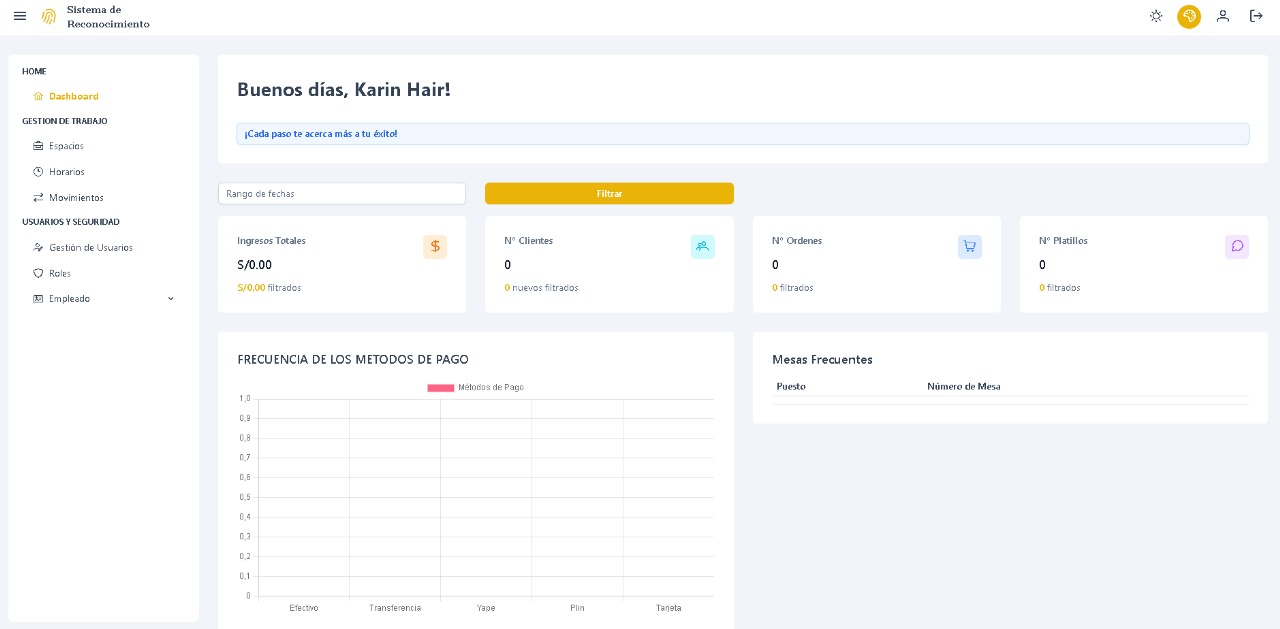 Sistema de
Reconocimiento
HOME
Dashboard
GESTION DE TRABAJO
Espacios
Horarios
Movimientos
USUARIOS Y SEGURIDAD
Gestión de Usuarios
Roles
Empleado
Buenos días, Karin Hair!
¡Cada paso te acerca más a tu éxito!
Rango de fechas
Filtrar
Ingresos Totales
S/0.00
S/0.00 filtrados
N° Clientes
0
0 nuevos filtrados
N° Ordenes
0
0 filtrados
N° Platillos
0
0 filtrados
FRECUENCIA DE LOS METODOS DE PAGO
Métodos de Pago
1,0
0,9
0,8
0,7
0,6
0,5
0,4
0,3
0,2
0,1
0
Efectivo Transferencia Yape Plin Tarjeta
Mesas Frecuentes
Puesto Número de Mesa